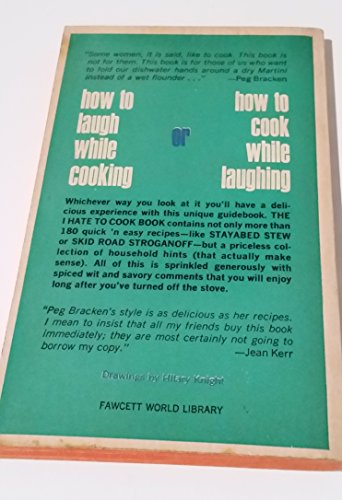 "Some women, it is said, like to cook. This book is
not for them. This book is for those of us who want
to fold our dishwater hands around a dry Martini
instead of a wet flounder . . ." —Peg Bracken
how to
laugh
while
cooking
or
how to
cook
while
laughing
Whichever way you look at it you'll have a deli-
cious experience with this unique guidebook. THE
I HATE TO COOK BOOK contains not only more than
180 quick 'n easy recipes—like STAYABED STEW
or SKID ROAD STROGANOFF—but a priceless col-
lection of household hints (that actually make
sense). All of this is sprinkled generously with
spiced wit and savory comments that you will enjoy
long after you've turned off the stove.
"Peg Bracken's style is as delicious as her recipes.
I mean to insist that all my friends buy this book
immediately; they are most certainly not going to
borrow my copy." —Jean Kerr
Drawings by Hilary Knight
FAWCETT WORLD LIBRARY